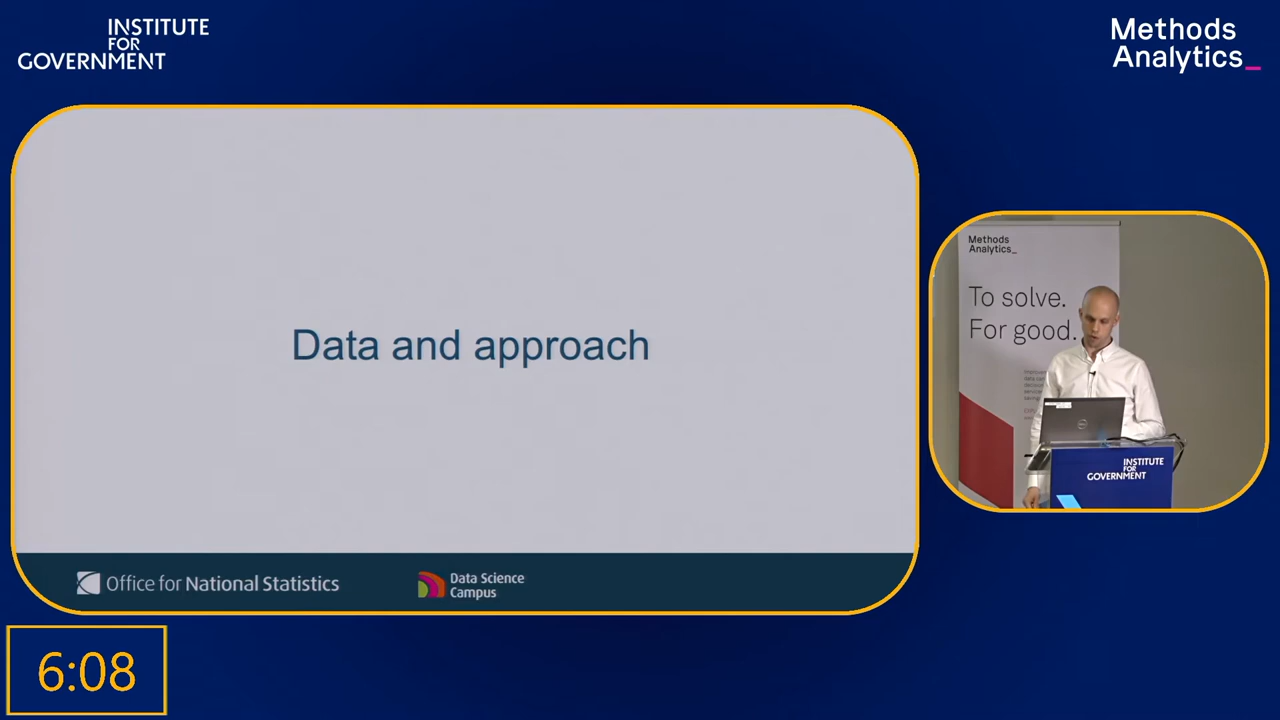 INSTITUTE
FOR
GOVERNMENT
Methods
Analytics_
Data and approach
Office for National Statistics
Data Science
Campus
Methods
Analytics_
To solve.
For good.
INSTITUTE
FOR
GOVERNMENT
6:08